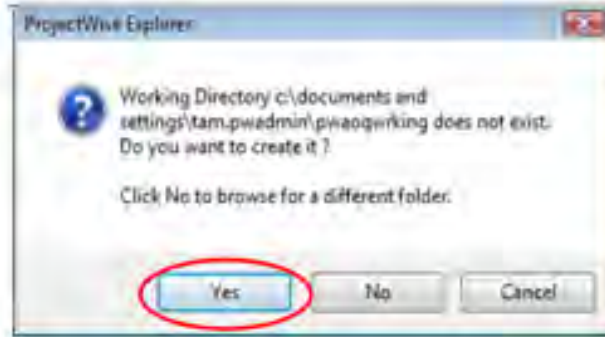 ProjectWise Explorer
Working Directory c:\documents and
settings\tam.pwadmin\pwaoqwrking does not exist.
Do you want to create it ?
Click No to browse for a different folder.
Yes
No
Cancel